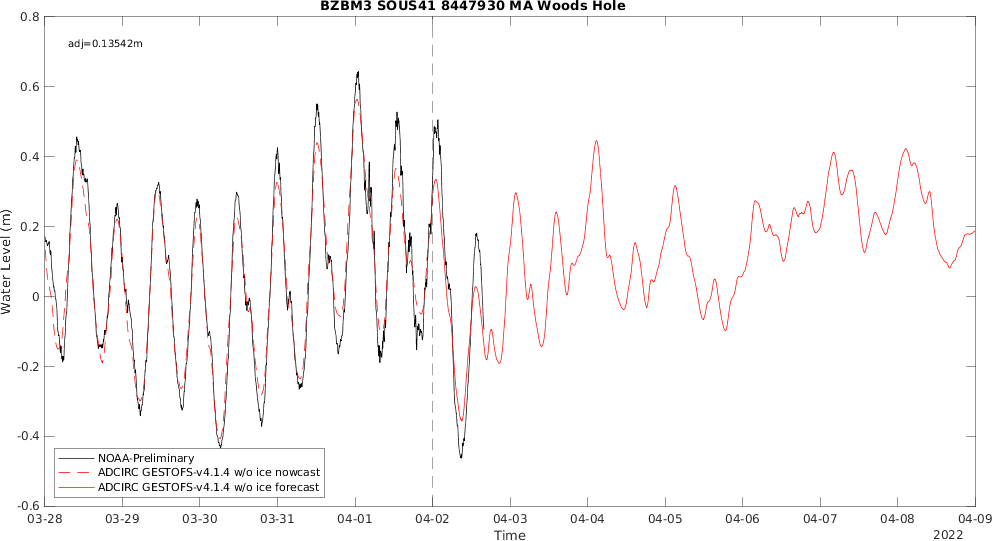 BZBM3 SOUS41 8447930 MA Woods Hole
adj=0.13542m
0.8
0.6
0.4
0.2
0
-0.2
-0.4
-0.6
Water Level (m)
NOAA-Preliminary
ADCIRC GESTOFS-v4.1.4 w/o ice nowcast
ADCIRC GESTOFS-v4.1.4 w/o ice forecast
03-28 03-29 03-30 03-31 04-01 04-02 04-03 04-04 04-05 04-06 04-07 04-08 04-09
Time
2022